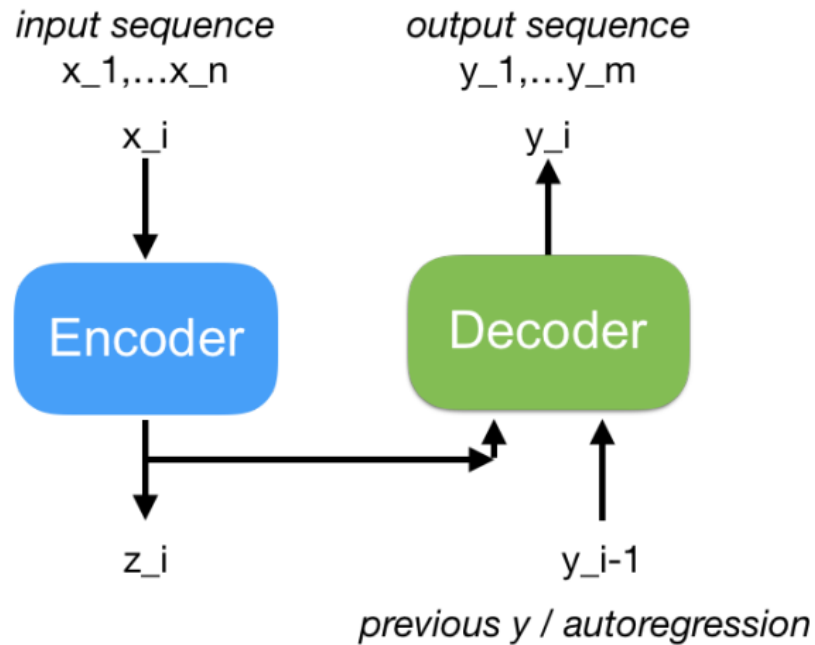 input sequence
x_1,...x_n
x_i
Encoder
z_i
output sequence
y_1,...y_m
y_i
Decoder
y_i-1
previous y / autoregression